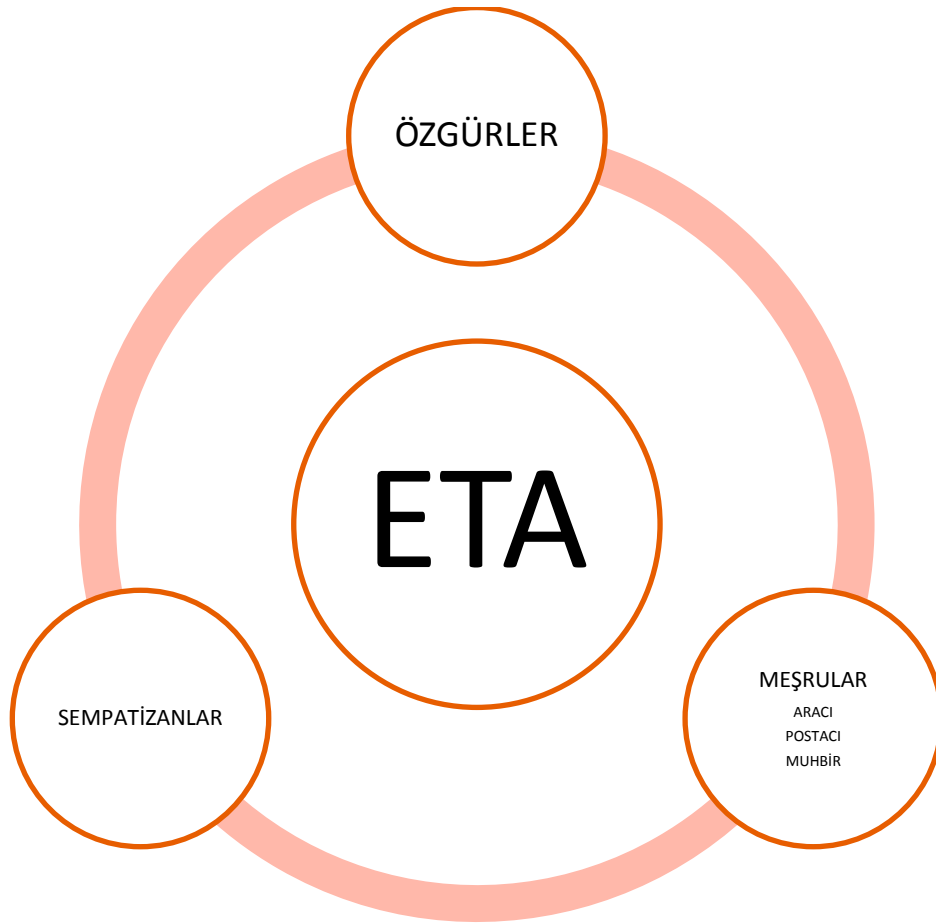 ÖZGÜRLER
ETA
SEMPATİZANLAR
MEŞRULAR
ARACI
POSTACI
MUHBİR